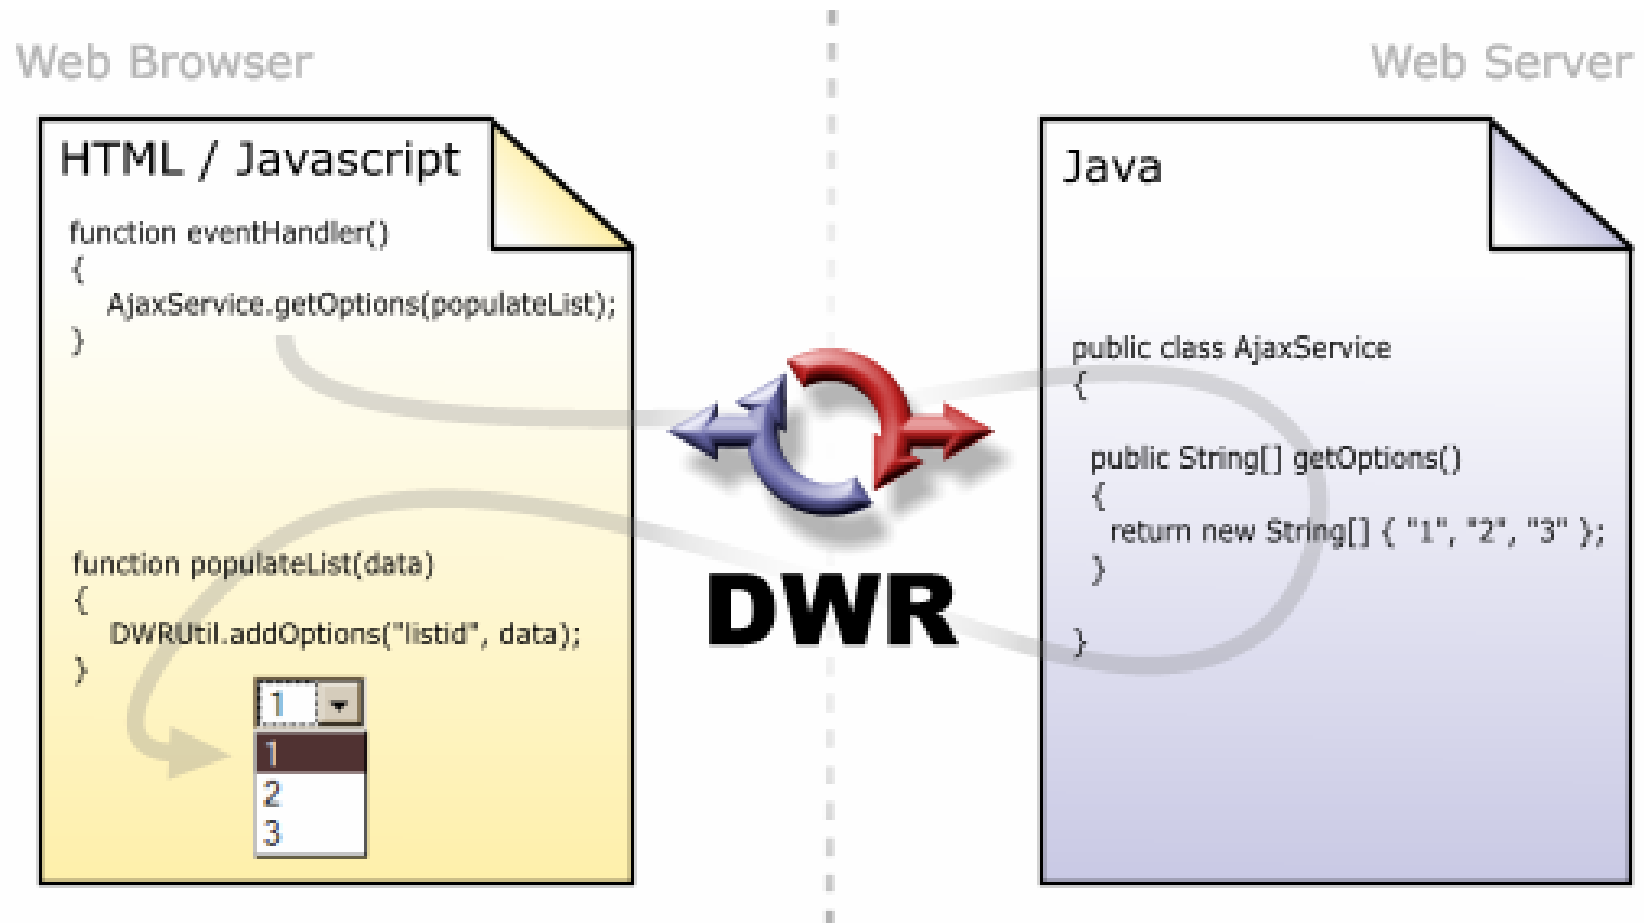 Web Browser
Web Server
HTML / Javascript
function eventHandler()
{
AjaxService.getOptions(populateList);
}
function populateList(data)
{
DWRUtil.addOptions("listid", data);
}
1
1
2
3
DWR
Java
public class AjaxService
{
public String[] getOptions()
{
return new String[] { "1", "2", "3" };
}
}